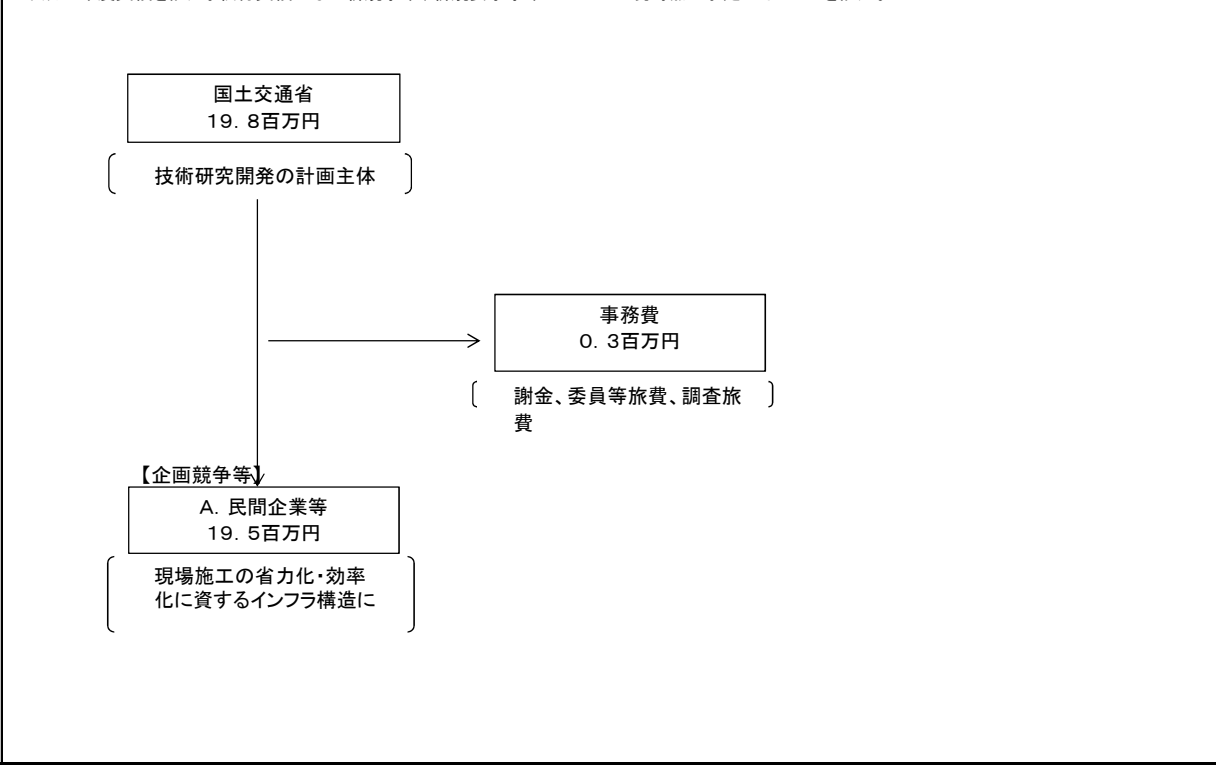 国土交通省
１９．８百万円
技術研究開発の計画主体
事務費
０．３百万円
謝金、委員等旅費、調査旅
費
【企画競争等】
Ａ．民間企業等
１９．５百万円
現場施工の省力化・効率
化に資するインフラ構造に